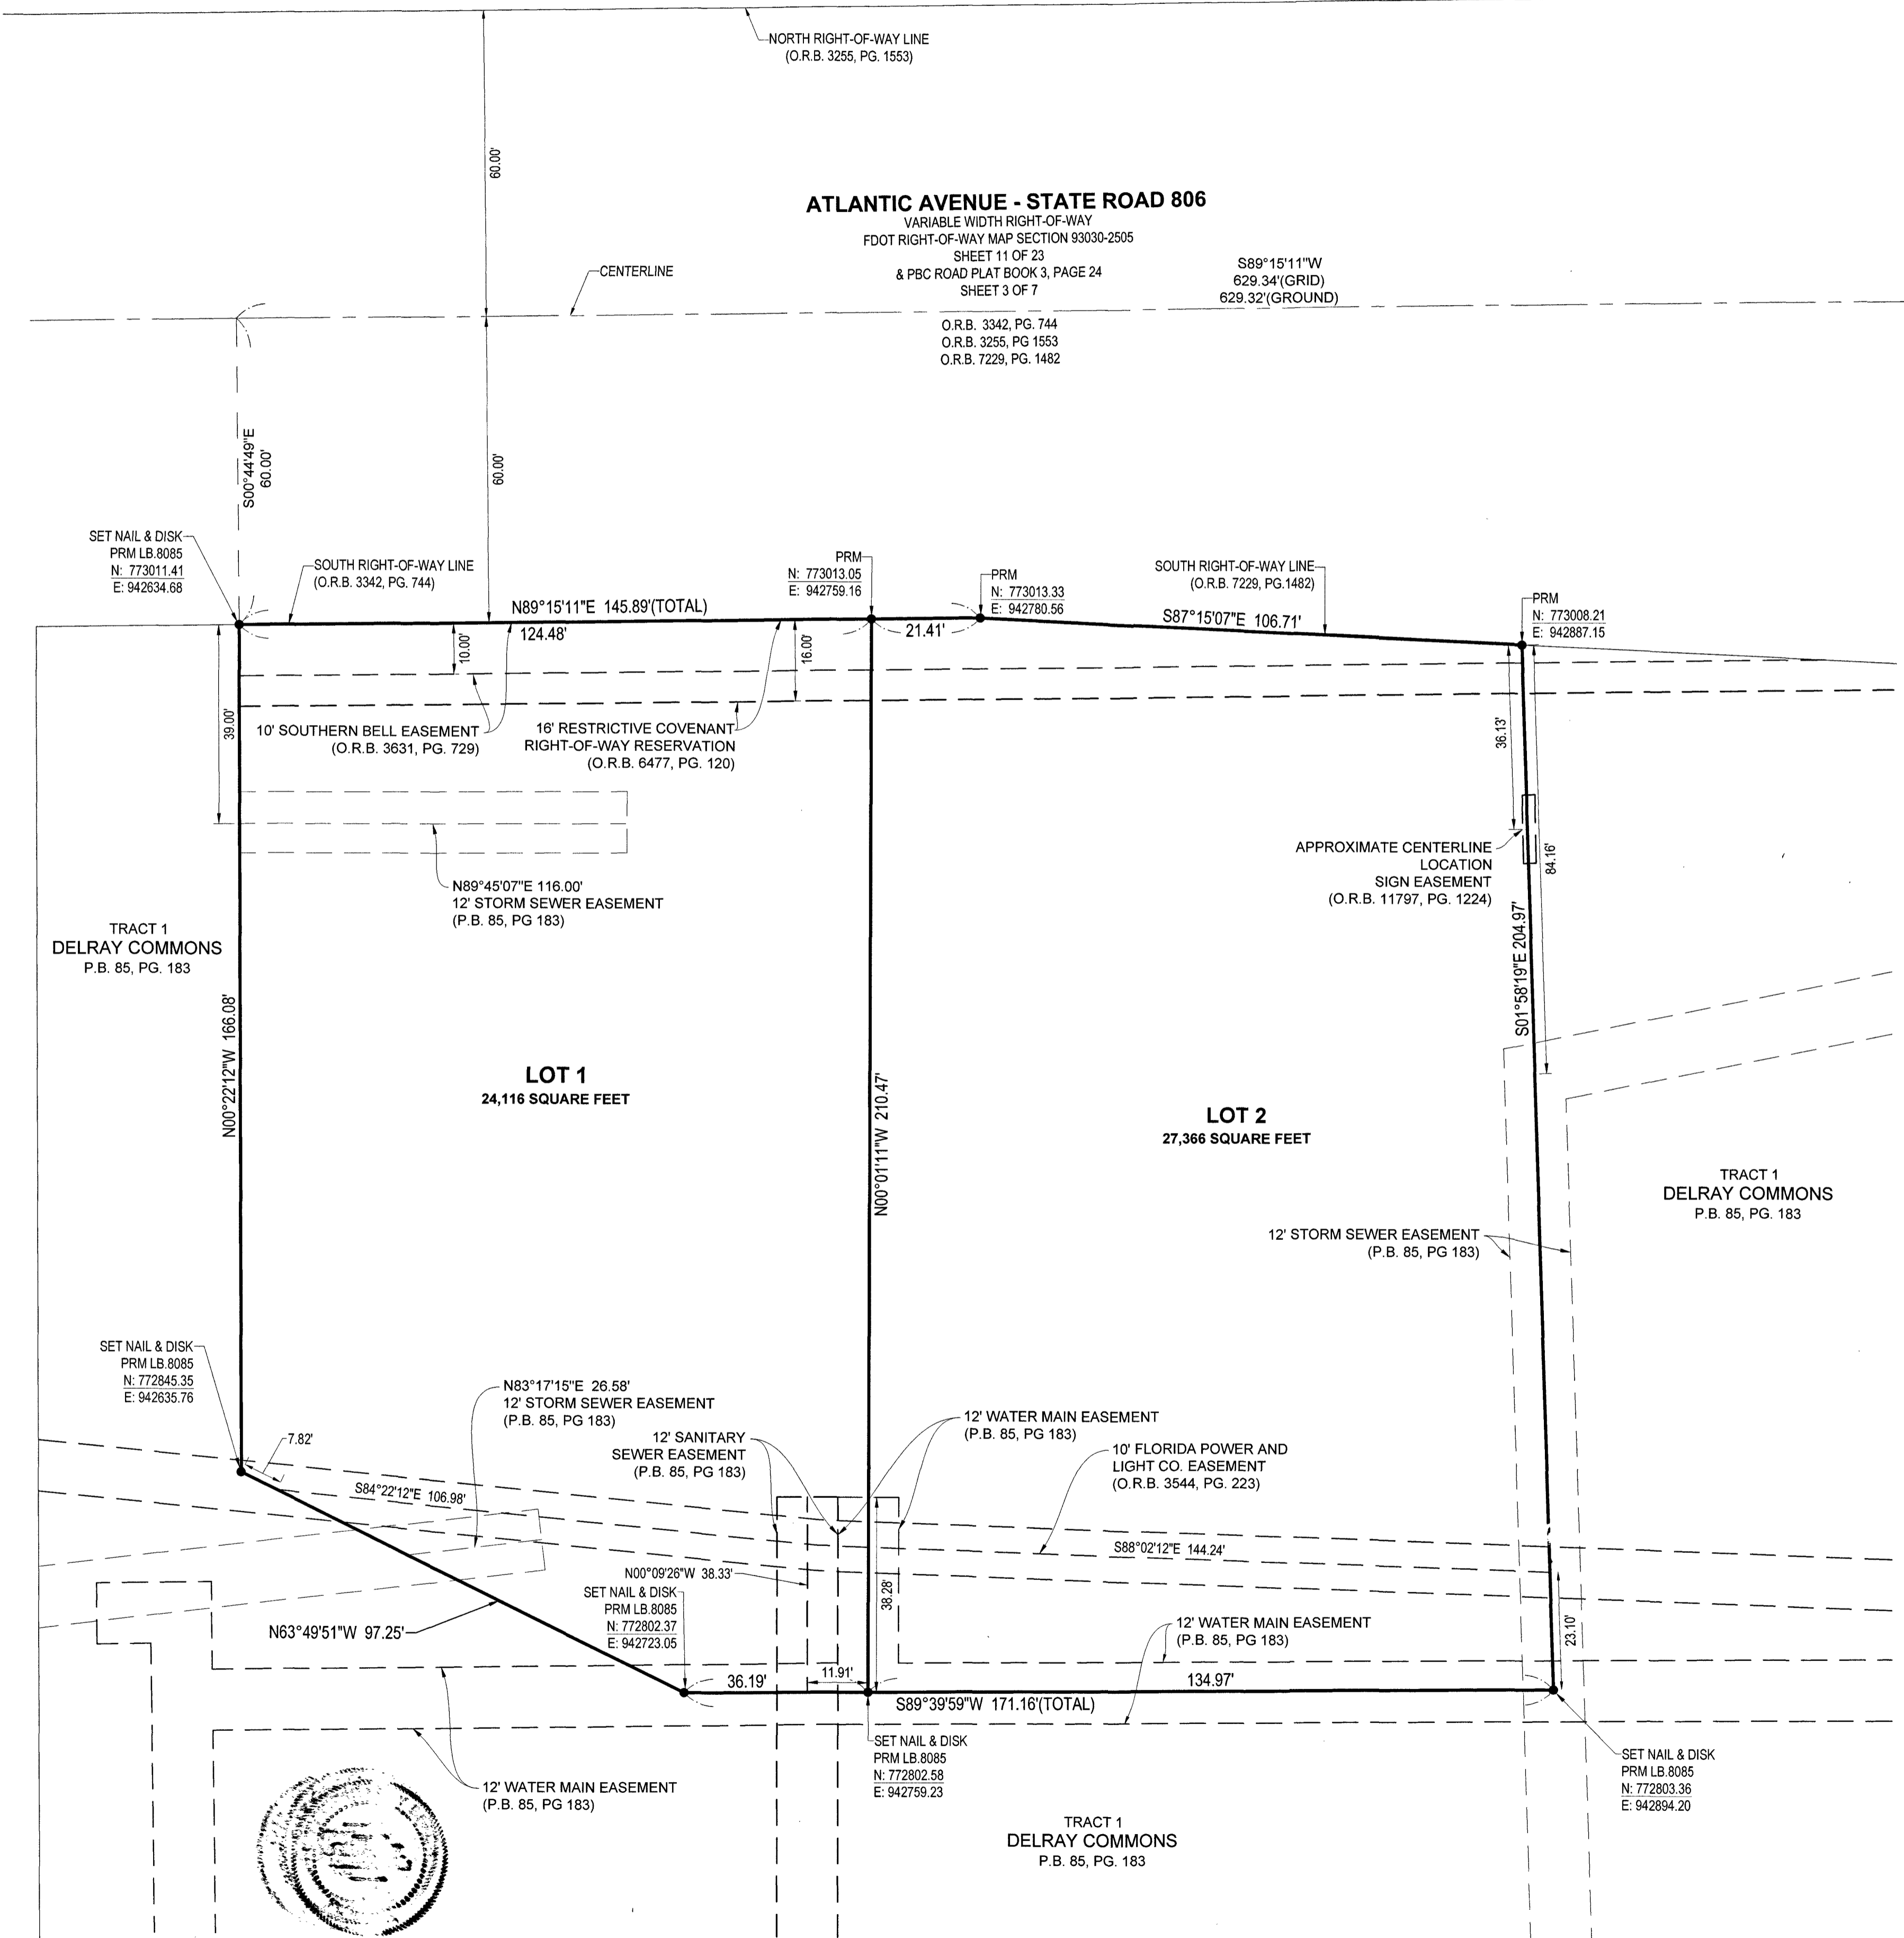 NORTH RIGHT-OF-WAY LINE
(O.R.B. 3255, PG. 1553)
60.00'
ATLANTIC AVENUE - STATE ROAD 806
VARIABLE WIDTH RIGHT-OF-WAY
FDOT RIGHT-OF-WAY MAP SECTION 93030-2505
SHEET 11 OF 23
& PBC ROAD PLAT BOOK 3, PAGE 24
SHEET 3 OF 7
CENTERLINE
S89°15'11"W
629.34'(GRID)
629.32'(GROUND)
O.R.B. 3342, PG. 744
O.R.B. 3255, PG 1553
O.R.B. 7229, PG. 1482
S00°44'49"E
60.00'
60.00'
SET NAIL & DISK
PRM LB.8085
N: 773011.41
E: 942634.68
SOUTH RIGHT-OF-WAY LINE
(O.R.B. 3342, PG. 744)
N89°15'11"E 145.89'(TOTAL)
124.48'
PRM
N: 773013.05
E: 942759.16
PRM
N: 773013.33
E: 942780.56
21.41'
SOUTH RIGHT-OF-WAY LINE
(O.R.B. 7229, PG.1482)
S87°15'07"E 106.71'
PRM
N: 773008.21
E: 942887.15
10.00'
16.00'
39.00'
10' SOUTHERN BELL EASEMENT
(O.R.B. 3631, PG. 729)
16' RESTRICTIVE COVENANT
RIGHT-OF-WAY RESERVATION
(O.R.B. 6477, PG. 120)
36.13'
84.16'
APPROXIMATE CENTERLINE
LOCATION
SIGN EASEMENT
(O.R.B. 11797, PG. 1224)
N89°45'07"E 116.00'
12' STORM SEWER EASEMENT
(P.B. 85, PG 183)
TRACT 1
DELRAY COMMONS
P.B. 85, PG. 183
S01°58'19"E 204.97'
N00°22'12"W 166.08'
LOT 1
24,116 SQUARE FEET
N00°01'11"W 210.47'
LOT 2
27,366 SQUARE FEET
TRACT 1
DELRAY COMMONS
P.B. 85, PG. 183
12' STORM SEWER EASEMENT
(P.B. 85, PG 183)
SET NAIL & DISK
PRM LB.8085
N: 772845.35
E: 942635.76
7.82'
N83°17'15"E 26.58'
12' STORM SEWER EASEMENT
(P.B. 85, PG 183)
12' SANITARY
SEWER EASEMENT
(P.B. 85, PG 183)
12' WATER MAIN EASEMENT
(P.B. 85, PG 183)
10' FLORIDA POWER AND
LIGHT CO. EASEMENT
(O.R.B. 3544, PG. 223)
S84°22'12"E 106.98'
S88°02'12"E 144.24'
N00°09'26"W 38.33'
38.28'
SET NAIL & DISK
PRM LB.8085
N: 772802.37
E: 942723.05
N63°49'51"W 97.25'
12' WATER MAIN EASEMENT
(P.B. 85, PG 183)
23.10'
36.19'
11.91'
134.97'
S89°39'59"W 171.16'(TOTAL)
SET NAIL & DISK
PRM LB.8085
N: 772802.58
E: 942759.23
SET NAIL & DISK
PRM LB.8085
N: 772803.36
E: 942894.20
12' WATER MAIN EASEMENT
(P.B. 85, PG 183)
TRACT 1
DELRAY COMMONS
P.B. 85, PG. 183